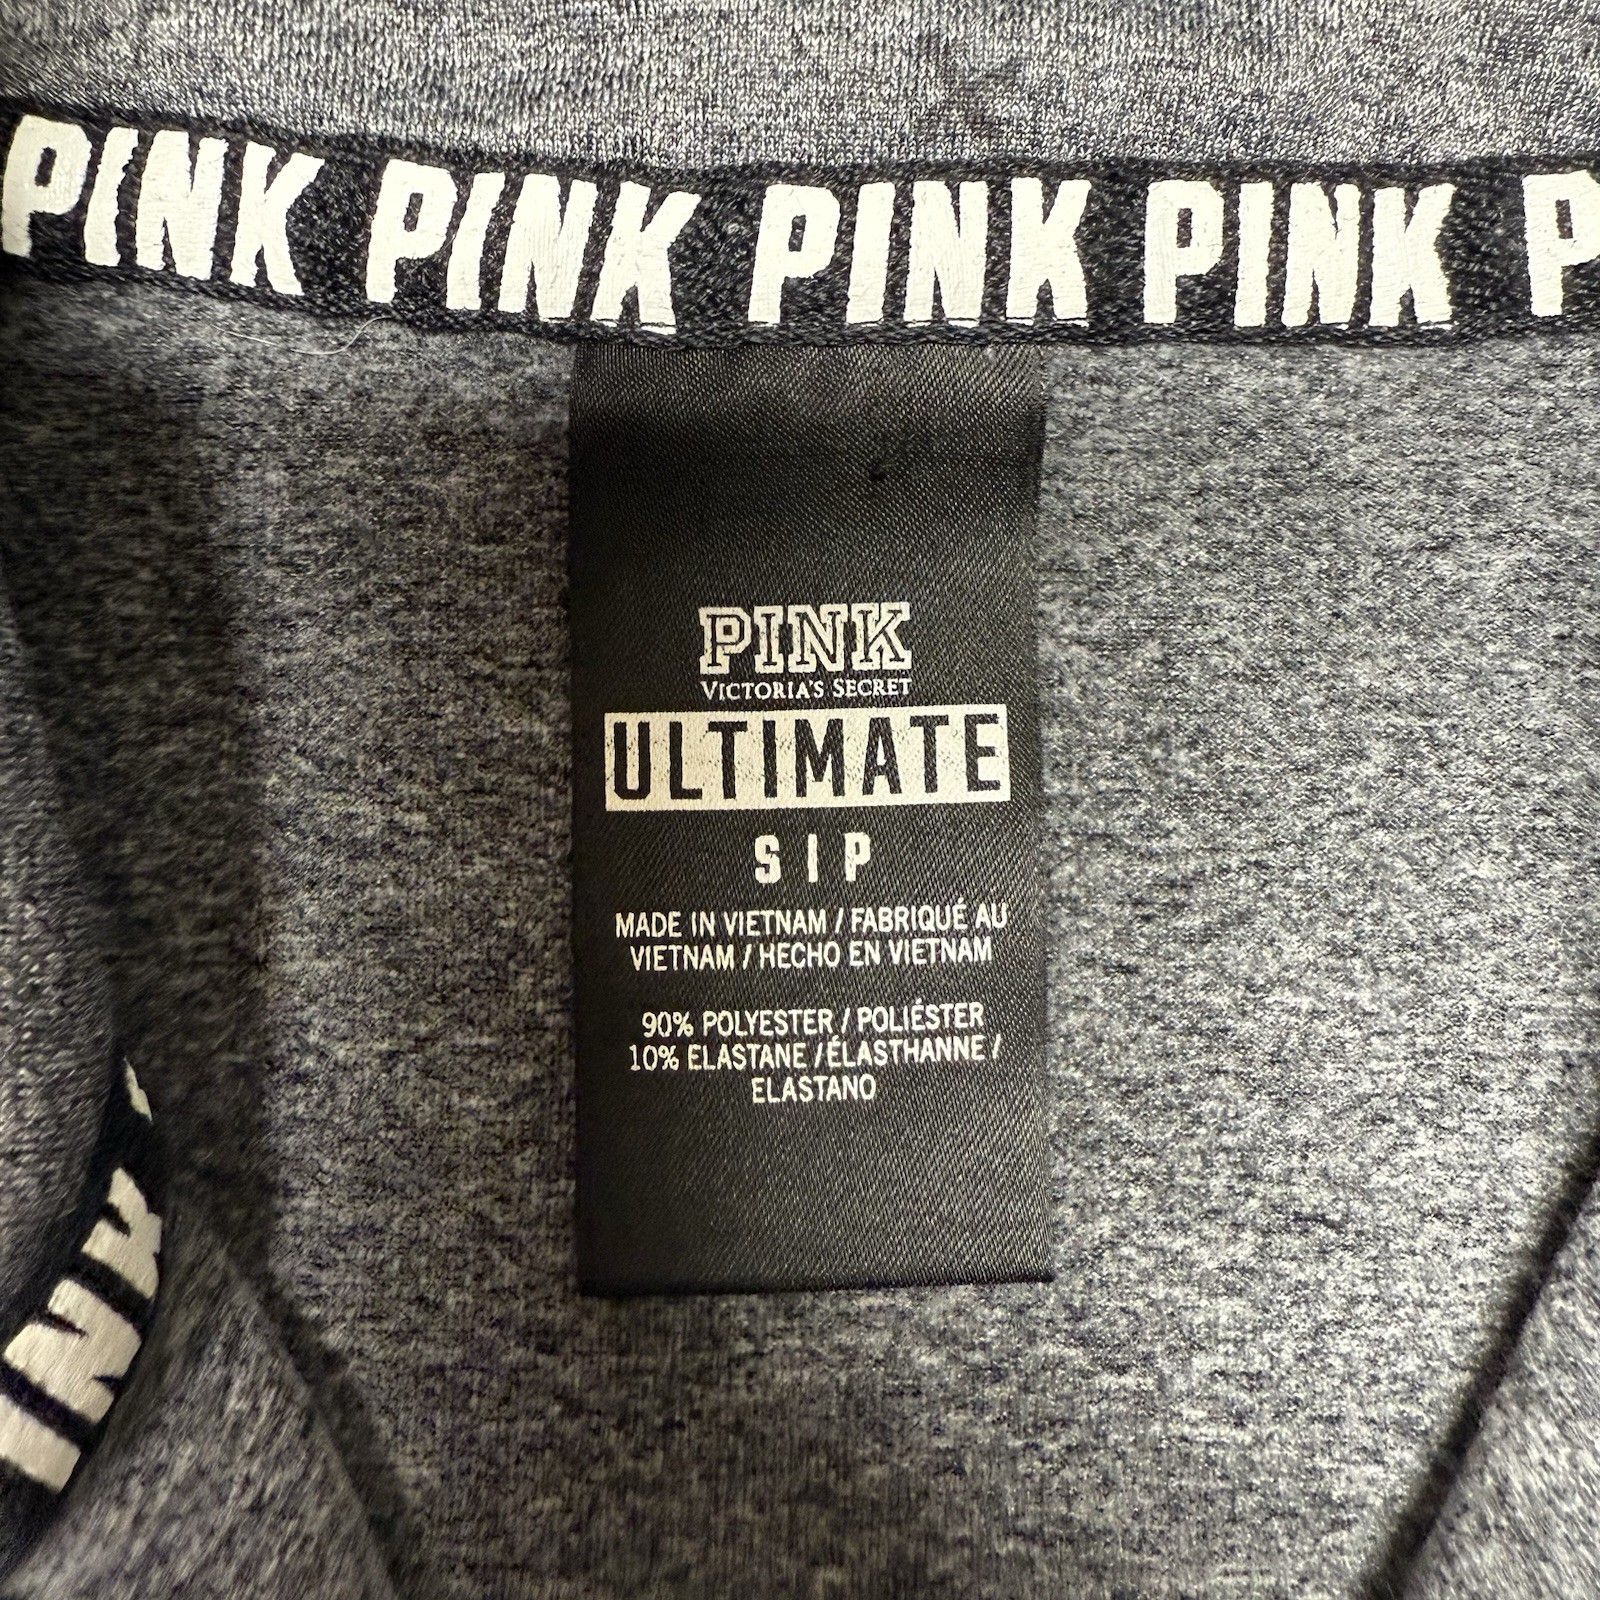 PINK PINK PINK PINK P
PINK
VICTORIA'S SECRET
ULTIMATE
S | P
MADE IN VIETNAM / FABRIQUÉ AU
VIETNAM / HECHO EN VIETNAM
90% POLYESTER / POLIÉSTER
10% ELASTANE / ÉLASTHANNE /
ELASTANO
INK